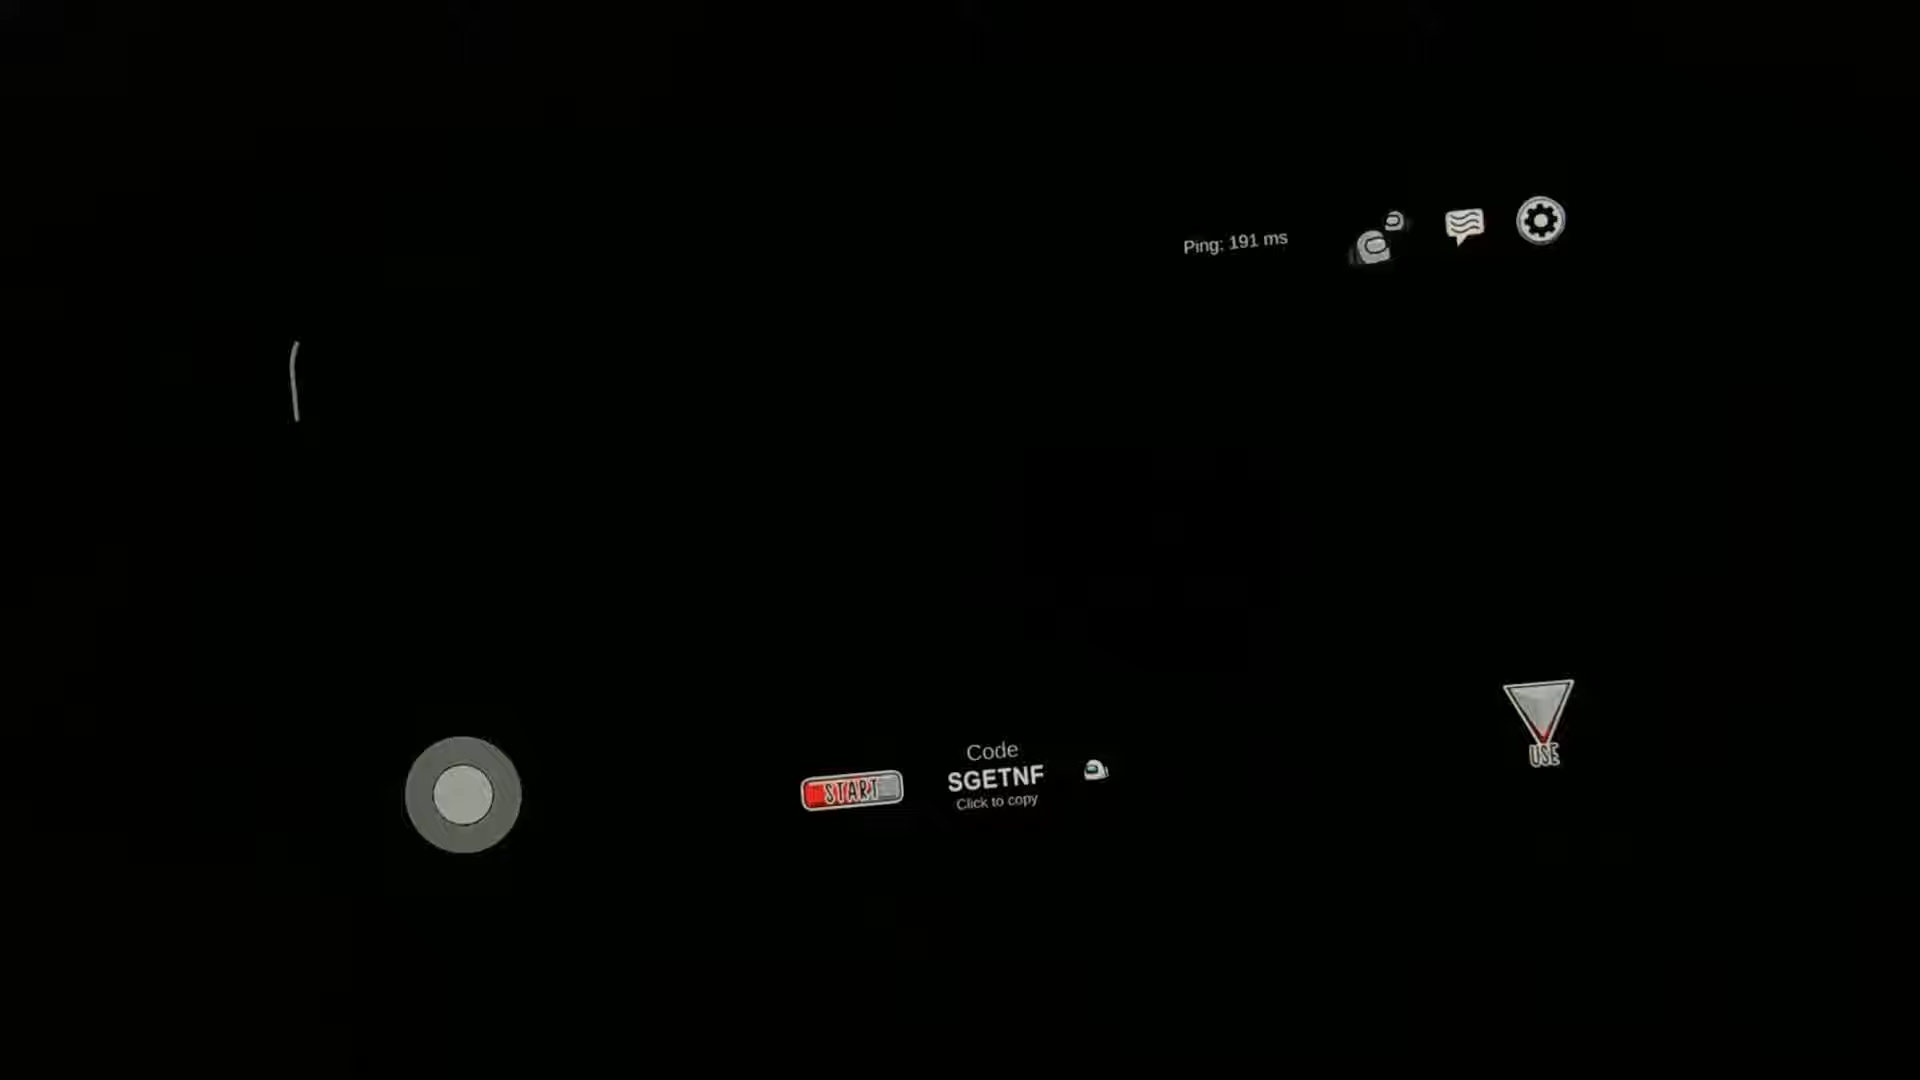 Ping: 191 ms
Code
START
SGETNF
Click to copy
USE